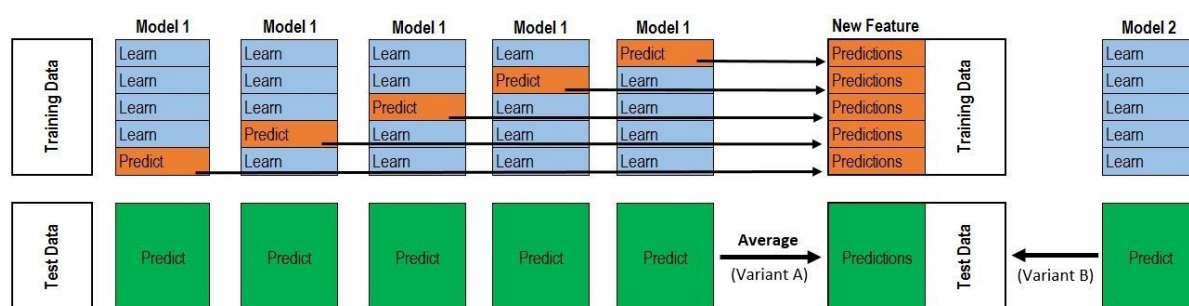 Model 1 Model 1 Model 1 Model 1 Model 1 New Feature Model 2
Training Data
Learn Learn Learn Learn Predict Predictions Learn
Learn Learn Learn Predict Learn Predictions Learn
Learn Learn Predict Learn Learn Predictions Learn
Learn Predict Learn Learn Learn Predictions Learn
Predict Learn Learn Learn Learn Predictions Learn
Training Data
Test Data
Predict Predict Predict Predict Predict
Average
(Variant A)
Predictions
Test Data
(Variant B)
Predict